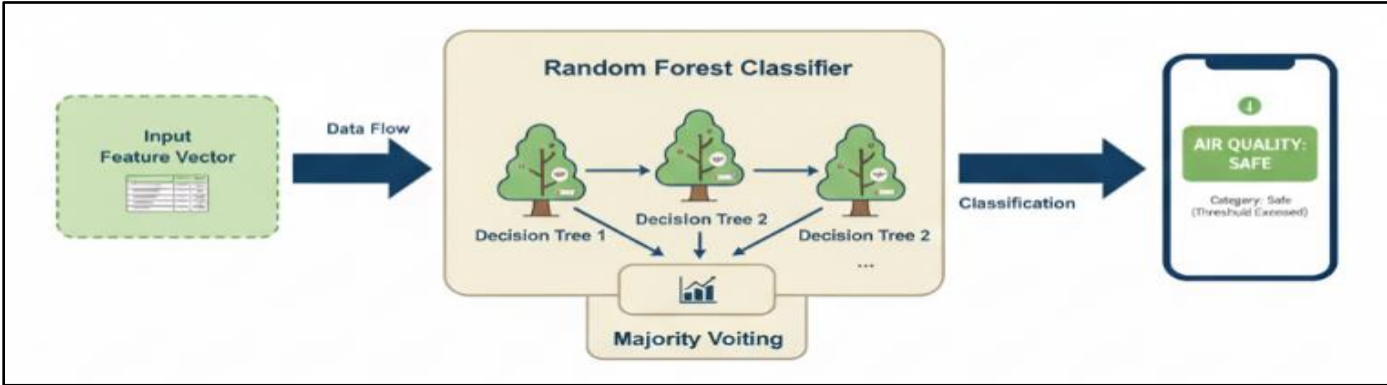 Random Forest Classifier
Input
Feature Vector
Data Flow
Decision Tree 1
Decision Tree 2
Decision Tree 2
...
Majority Voiting
Classification
AIR QUALITY:
SAFE
Category: Safe
(Threshuld Exensed)